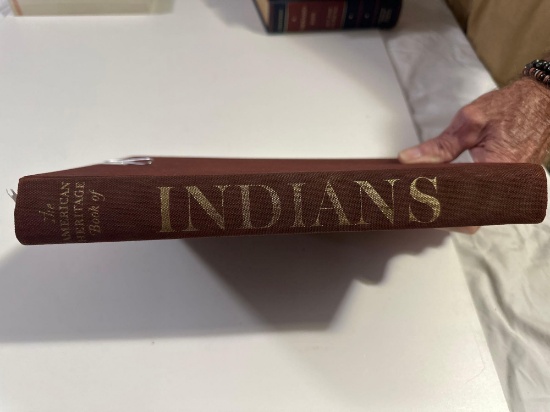 The
AMERICAN
HERITAGE
Book of
INDIANS